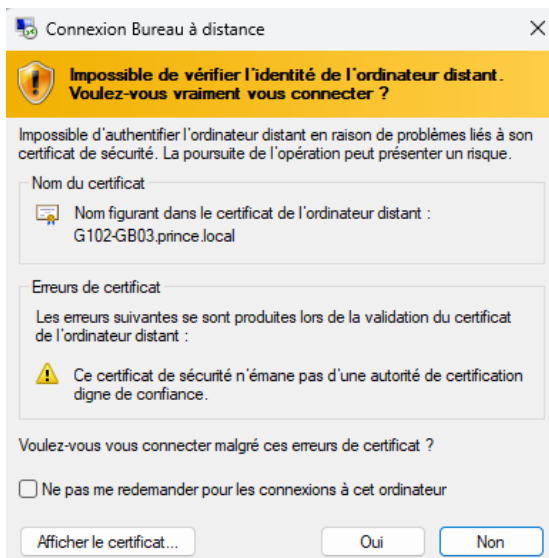 Connexion Bureau à distance
Impossible de vérifier l'identité de l'ordinateur distant.
Voulez-vous vraiment vous connecter ?
Impossible d'authentifier l'ordinateur distant en raison de problèmes liés à son
certificat de sécurité. La poursuite de l'opération peut présenter un risque.
Nom du certificat
Nom figurant dans le certificat de l'ordinateur distant :
G102-GB03.prince.local
Erreurs de certificat
Les erreurs suivantes se sont produites lors de la validation du certificat
de l'ordinateur distant :
Ce certificat de sécurité n'émane pas d'une autorité de certification
digne de confiance.
Voulez-vous vous connecter malgré ces erreurs de certificat ?
Ne pas me redemander pour les connexions à cet ordinateur
Afficher le certificat...
Oui
Non